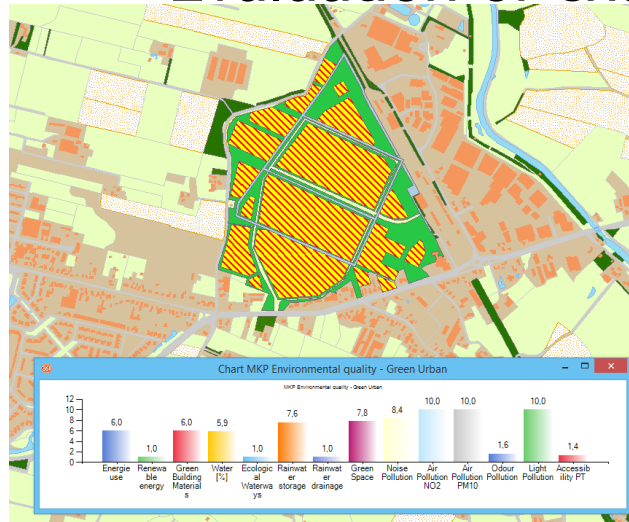 Evaluation of the
Chart MKP Environmental quality - Green Urban
MKP Environmental quality - Green Urban
12
10
8
6
4
2
0
6,0 1,0 6,0 5,9 1,0 7,6 1,0 7,8 8,4 10,0 10,0 1,6 10,0 1,4
Energie Renewa Green Water Ecologic Rainwat Rainwat Green Noise Air Air Odour Light Accessib
use ble Building [%] al er er Space Pollution Pollution Pollution Pollution Pollution ility PT
energy Material Waterwa storage drainage NO2 PM10
s ys